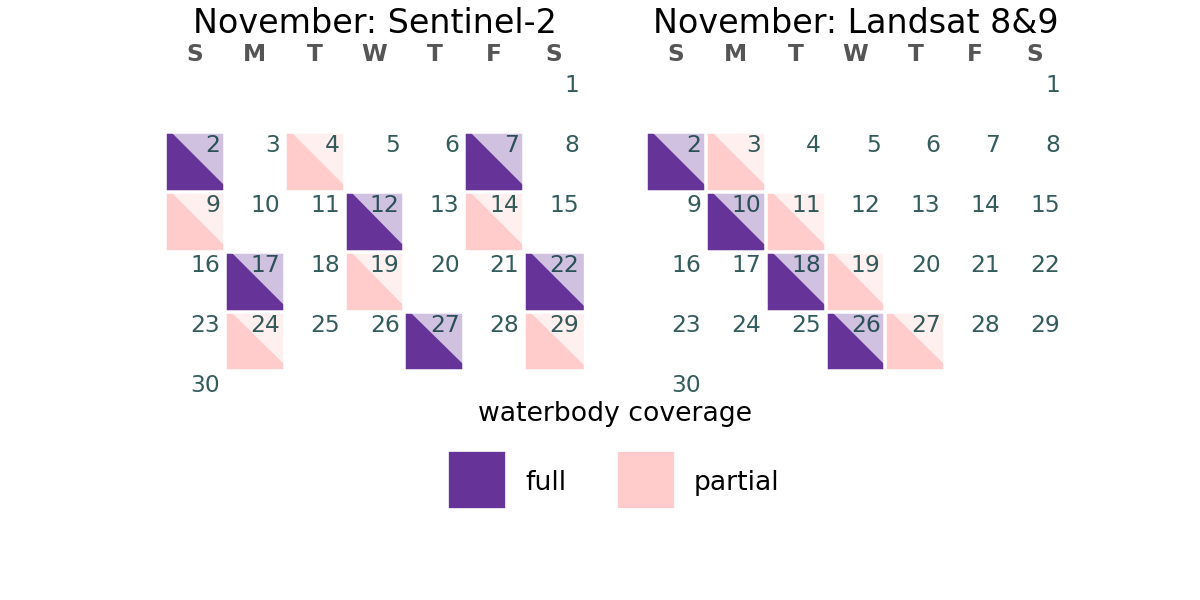 November: Sentinel-2
S M T W T F S
1
2 3 4 5 6 7 8
9 10 11 12 13 14 15
16 17 18 19 20 21 22
23 24 25 26 27 28 29
30
November: Landsat 8&9
S M T W T F S
1
2 3 4 5 6 7 8
9 10 11 12 13 14 15
16 17 18 19 20 21 22
23 24 25 26 27 28 29
30
waterbody coverage
full
partial